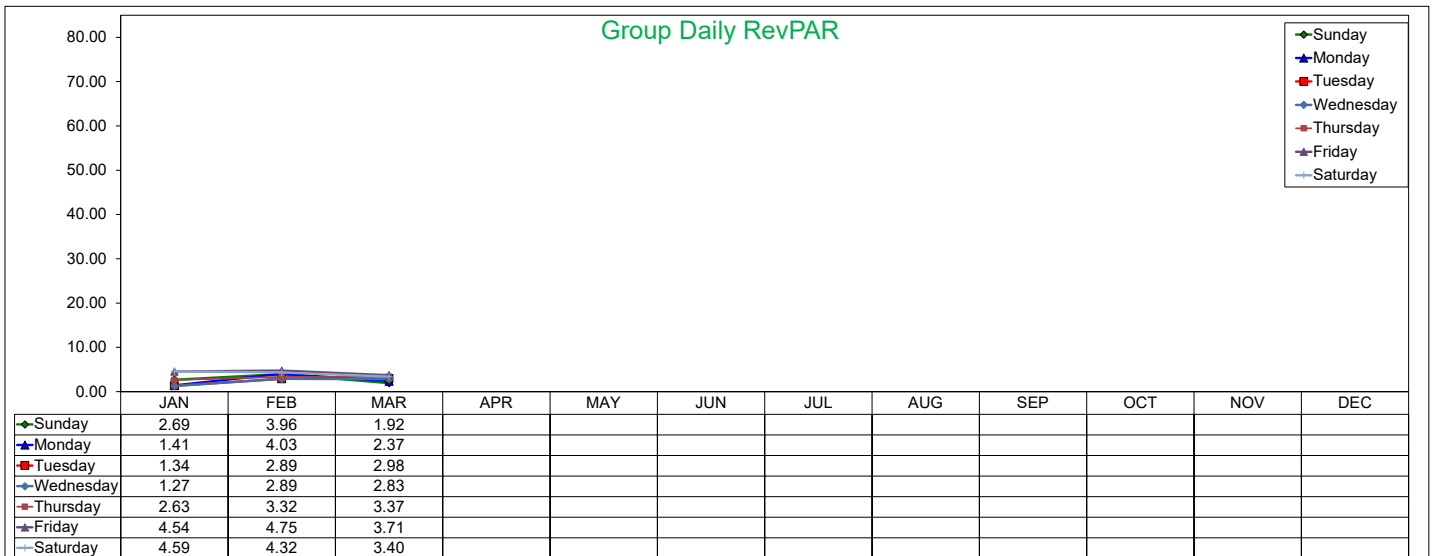 Group Daily RevPAR
80.00
70.00
60.00
50.00
40.00
30.00
20.00
10.00
0.00
Sunday
Monday
Tuesday
Wednesday
Thursday
Friday
Saturday
JAN FEB MAR APR MAY JUN JUL AUG SEP OCT NOV DEC
Sunday 2.69 3.96 1.92
Monday 1.41 4.03 2.37
Tuesday 1.34 2.89 2.98
Wednesday 1.27 2.89 2.83
Thursday 2.63 3.32 3.37
Friday 4.54 4.75 3.71
Saturday 4.59 4.32 3.40